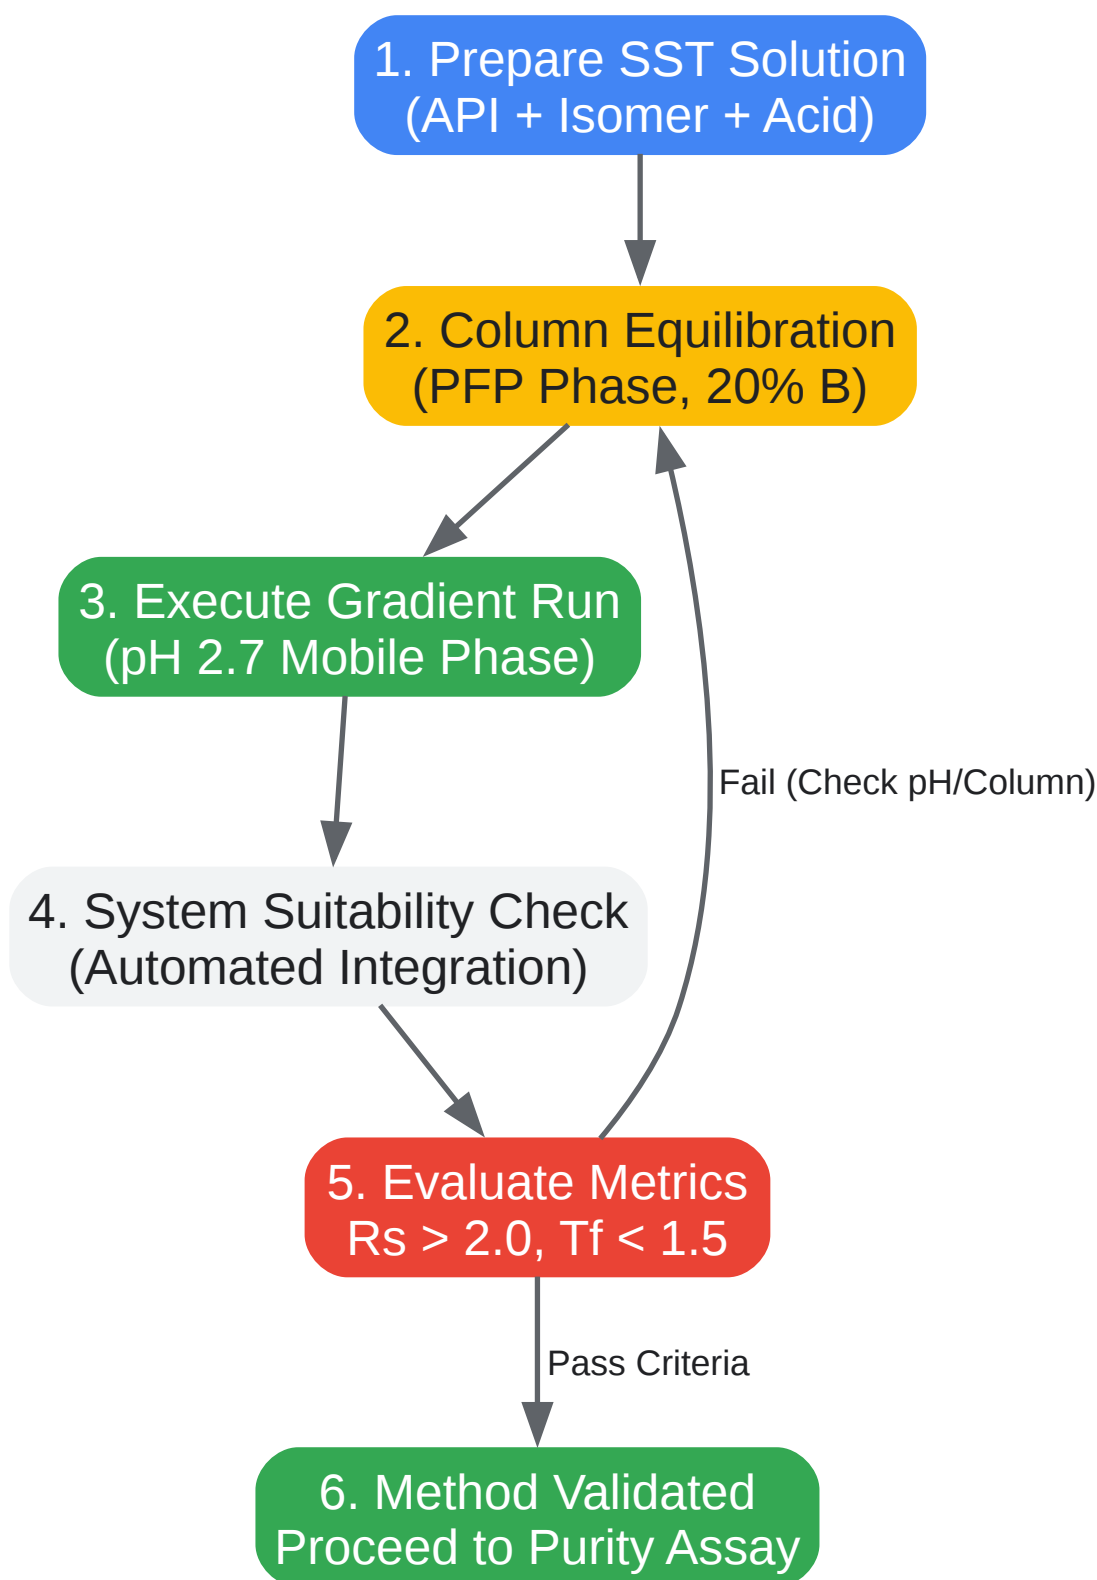 1. Prepare SST Solution
(API + Isomer + Acid)
2. Column Equilibration
(PFP Phase, 20% B)
3. Execute Gradient Run
(pH 2.7 Mobile Phase)
Fail (Check pH/Column)
4. System Suitability Check
(Automated Integration)
5. Evaluate Metrics
Rs > 2.0, Tf < 1.5
Pass Criteria
6. Method Validated
Proceed to Purity Assay